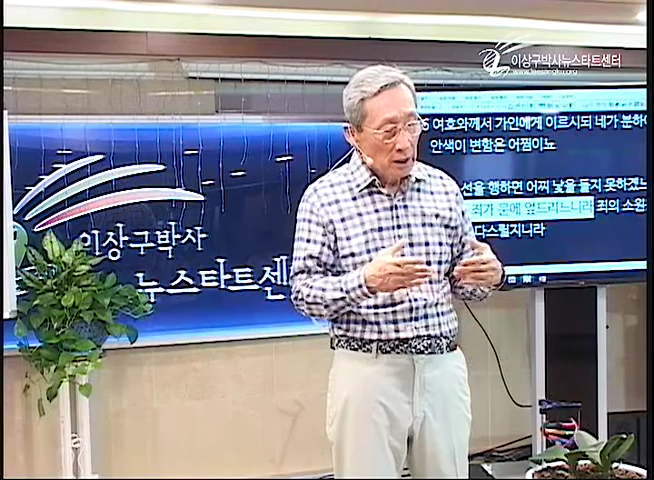 이상구박사뉴스타트센터
6 여호와께서 가인에게 이르시되 네가 분하여
안색이 변함은 어찜이뇨
선을 행하면 어찌 낯을 들지 못하겠느
죄가 문에 엎드리느니라 죄의 소원
다스릴지니라
이상구박사
뉴스타트센